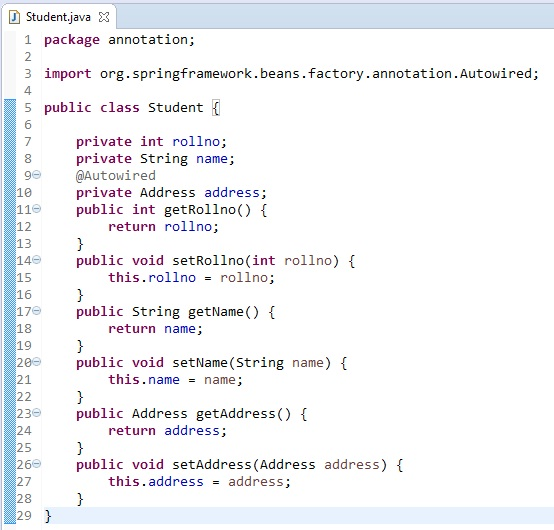 Student.java
1 package annotation;
2
3 import org.springframework.beans.factory.annotation.Autowired;
4
5 public class Student {
6
7     private int rollno;
8     private String name;
9     @Autowired
10     private Address address;
11     public int getRollno() {
12         return rollno;
13     }
14     public void setRollno(int rollno) {
15         this.rollno = rollno;
16     }
17     public String getName() {
18         return name;
19     }
20     public void setName(String name) {
21         this.name = name;
22     }
23     public Address getAddress() {
24         return address;
25     }
26     public void setAddress(Address address) {
27         this.address = address;
28     }
29 }